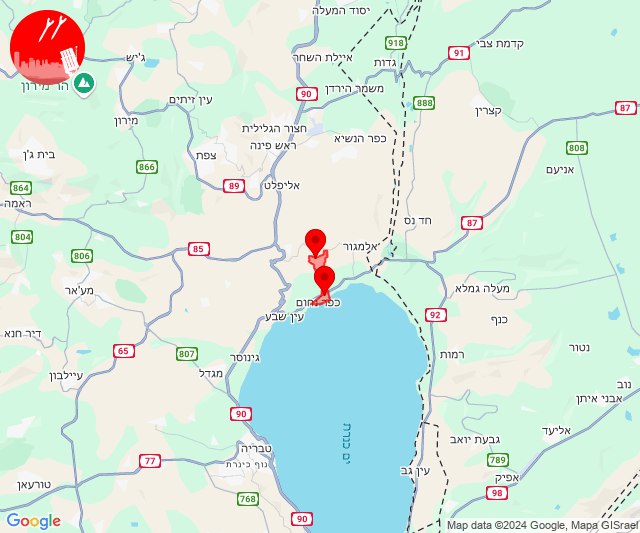 יסוד המעלה
918
קדמת צבי
91
איילת השחר
ג'יש
גדות
משמר הירדן
הר מירון
90
עין זיתים
888
קצרין
87
מירון
חצור הגלילית
כפר הנשיא
ראש פינה
צפת
בית ג'ן
808
אניעם
866
864
89
אליפלט
ראמה
חד נס
87
804
85
אלמגור
806
מע'אר
מעלה גמלא
כפר נחום
92
כנף
עין שבע
דיר חנא
65
807
גינוסר
רמות
נטור
עיילבון
מגדל
נוב
אבני איתן
90
אליעד
ים כנרת
גבעת יואב
טבריה
77
נוף כינרת
789
עין גב
אפיק
טורעאן
768
98
90
Google
Map data ©2024 Google, Mapa GISrael